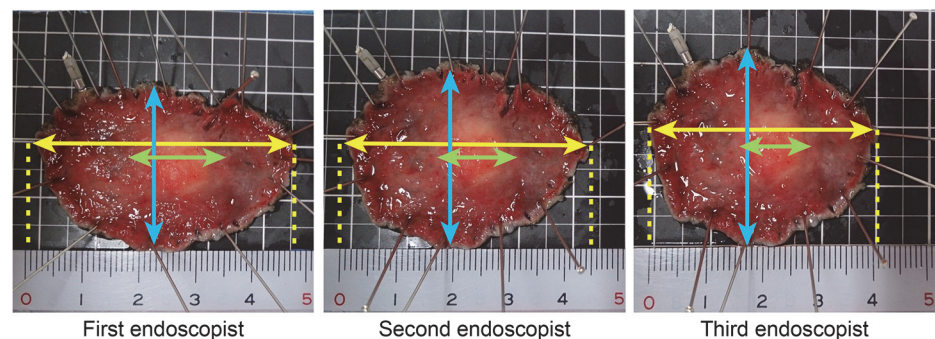 0 1 2 3 4 5
0 1 2 3 4 5
0 1 2 3 4 5
First endoscopist
Second endoscopist
Third endoscopist